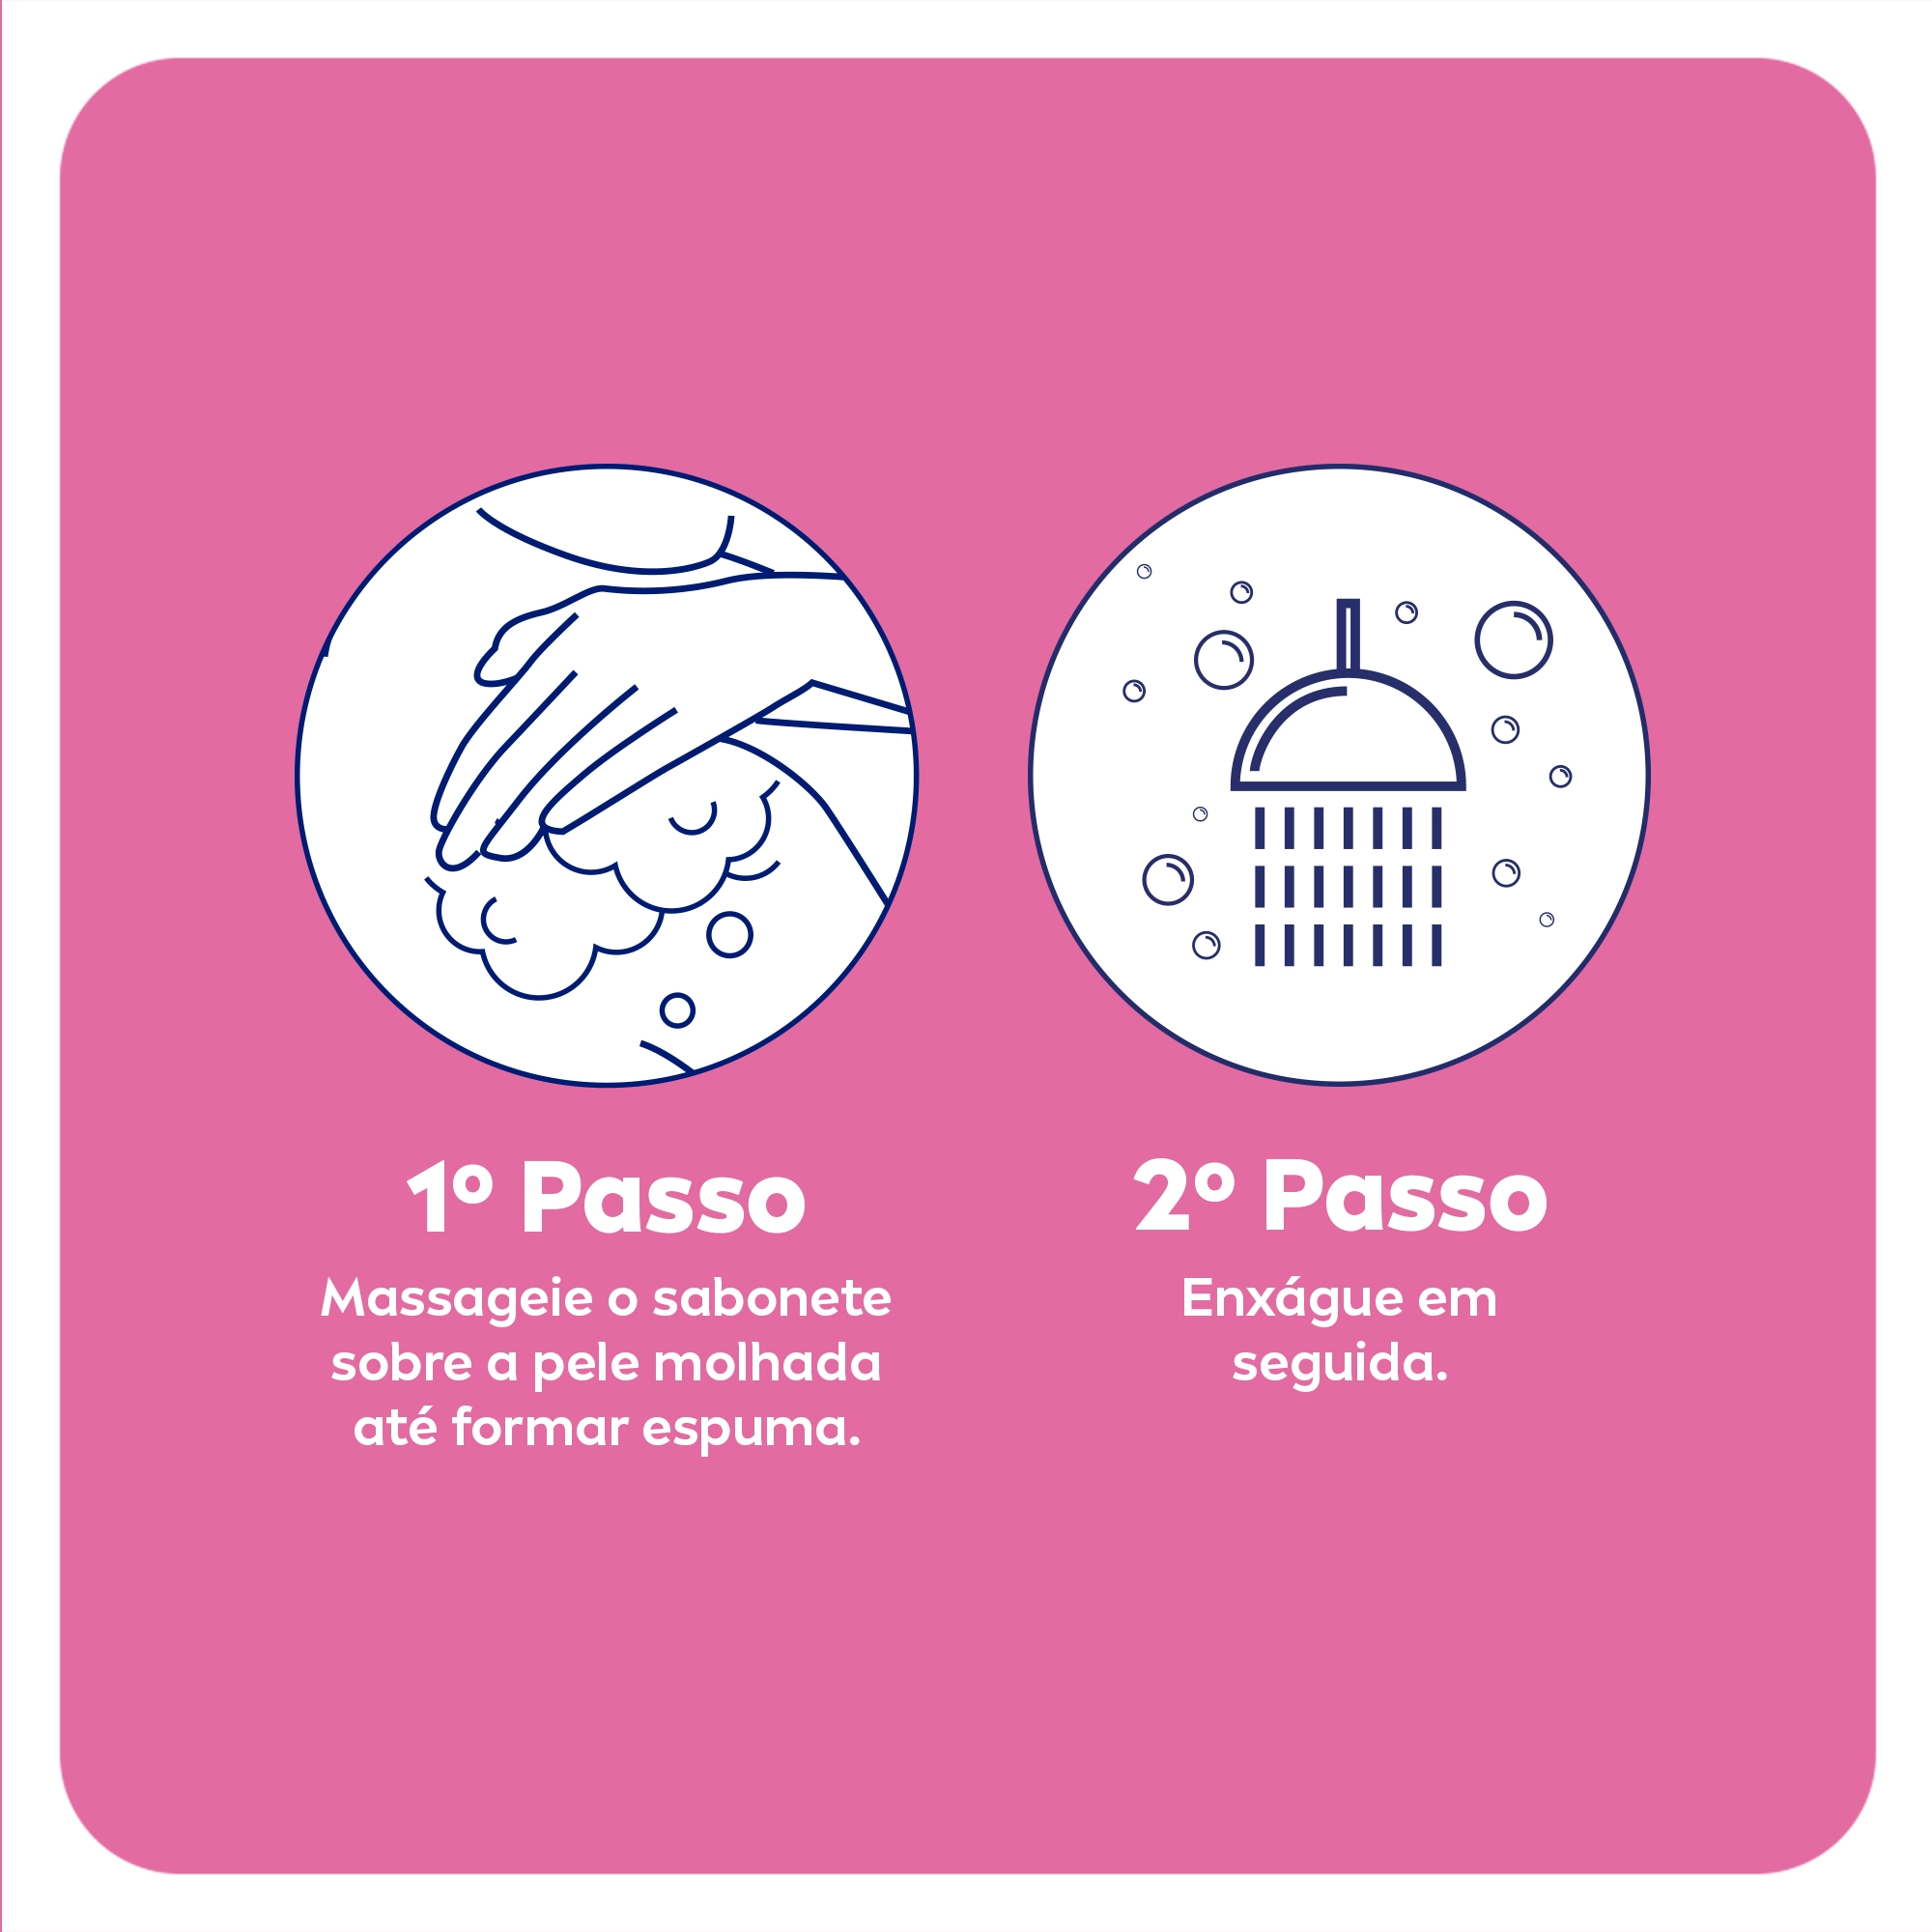 1º Passo
Massageie o sabonete
sobre a pele molhada
até formar espuma.
2º Passo
Enxágue em
seguida.